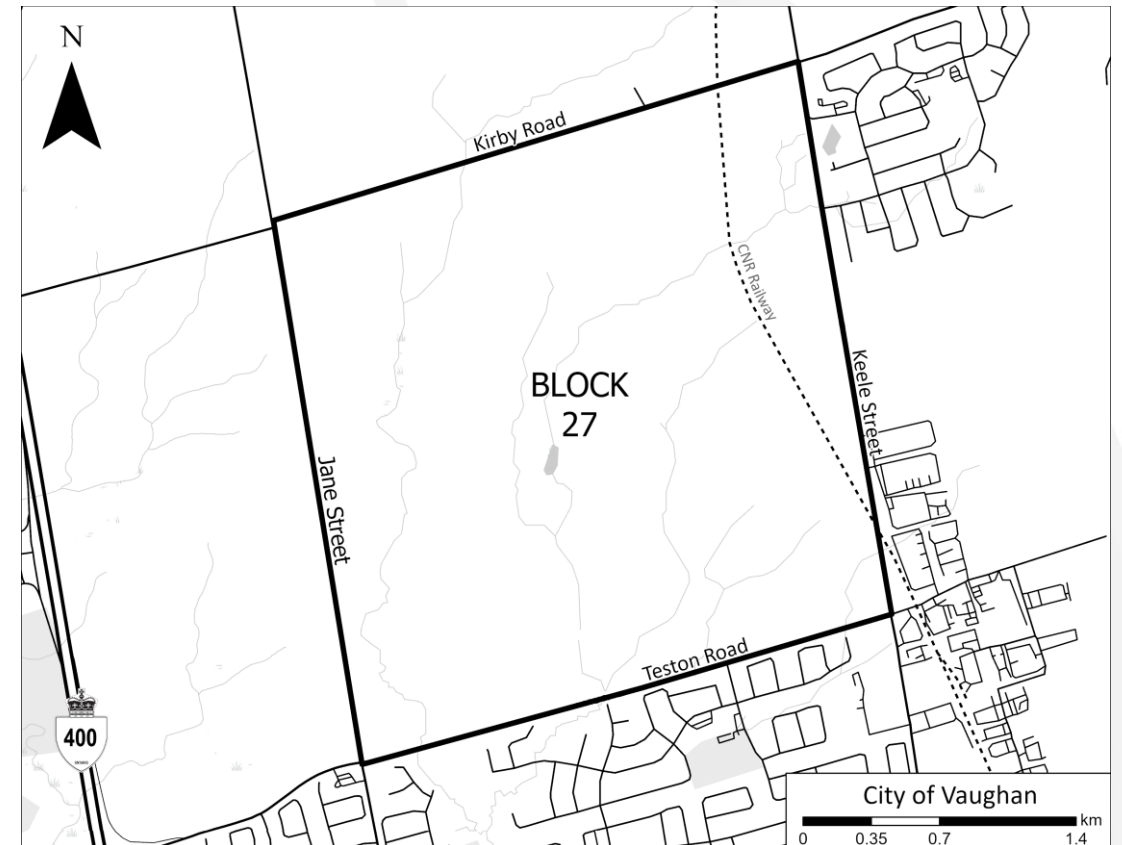 N
Kirby Road
CNR Railway
BLOCK
27
Keele Street
Jane Street
Teston Road
400
City of Vaughan
km
0 0.35 0.7 1.4